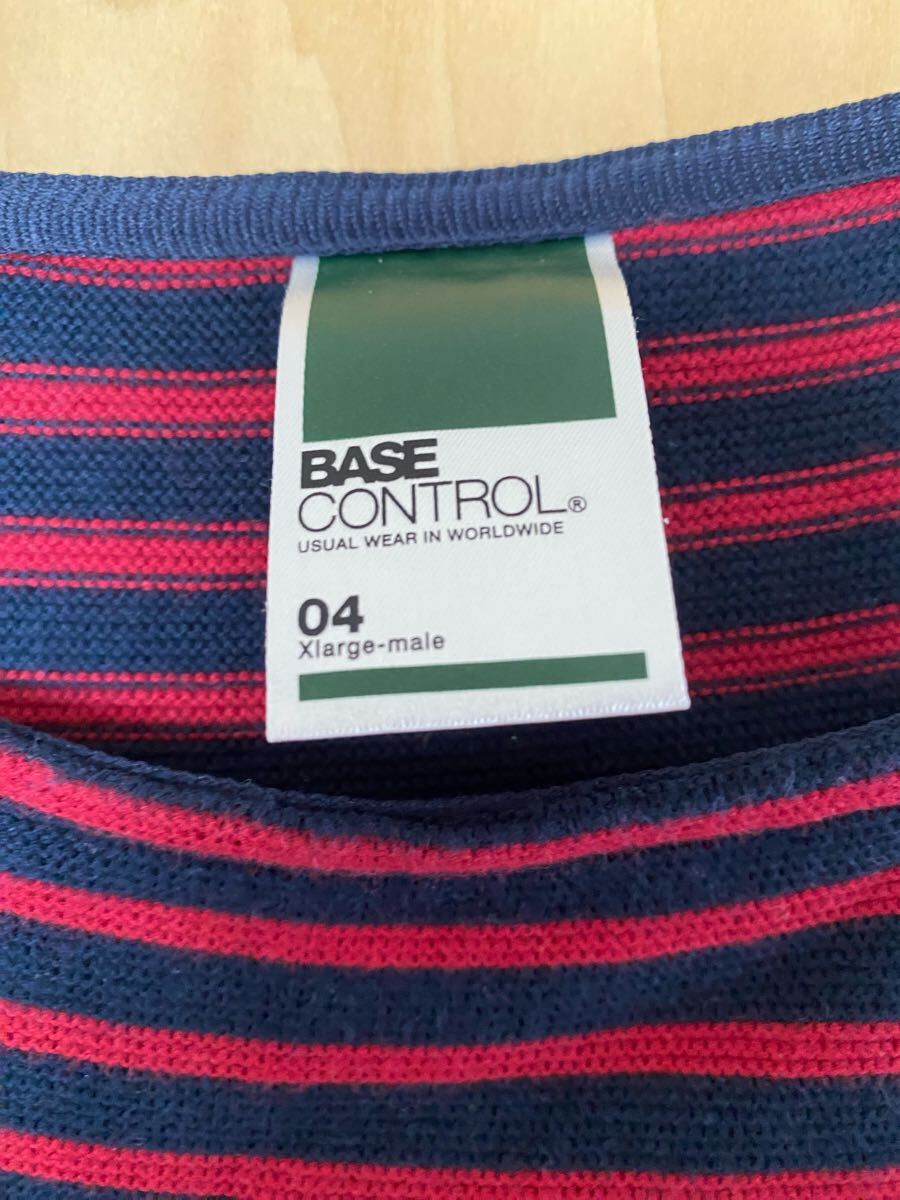 BASE
CONTROL®
USUAL WEAR IN WORLDWIDE
04
Xlarge-male